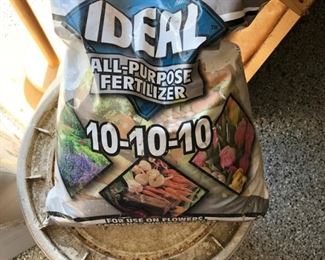 IDEAL
ALL-PURPOSE
FERTILIZER
10-10-10
FOR USE ON FLOWERS